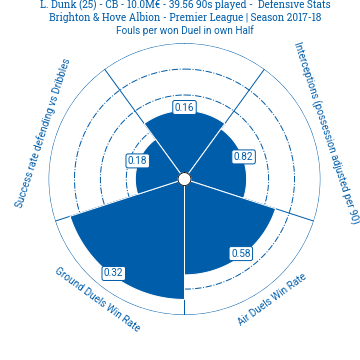 L. Dunk (25) - CB - 10.0M€ - 39.56 90s played - Defensive Stats
Brighton & Hove Albion - Premier League | Season 2017-18
Fouls per won Duel in own Half
Interceptions (possession adjusted per 90)
Success rate defending vs Dribbles
0.16
0.82
0.18
0.58
0.32
Ground Duels Win Rate
Air Duels Win Rate